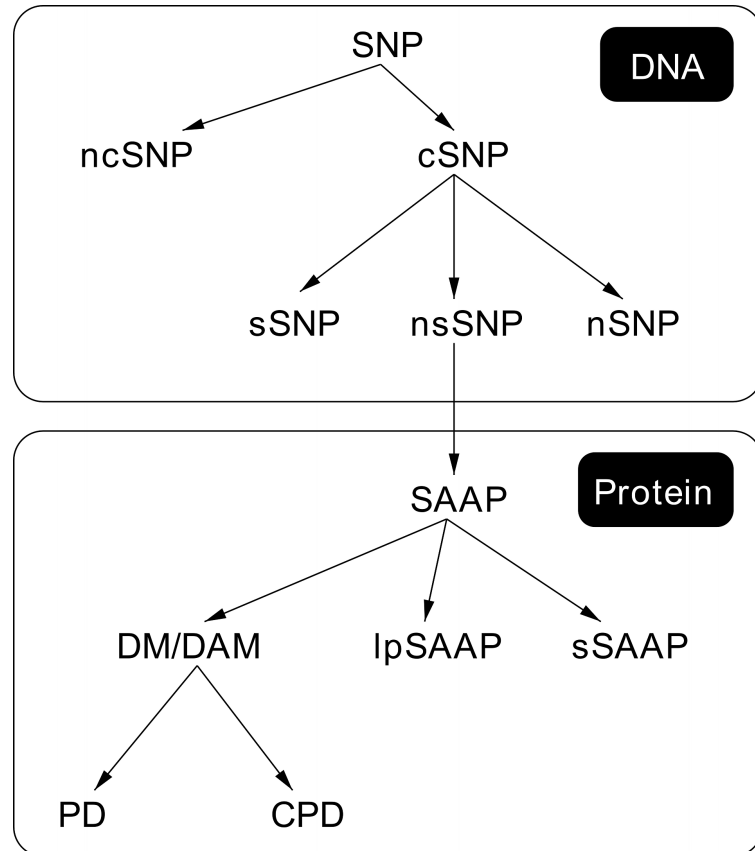 SNP
DNA
ncSNP
cSNP
sSNP
nsSNP
nSNP
SAAP
Protein
DM/DAM
lpSAAP
sSAAP
PD
CPD